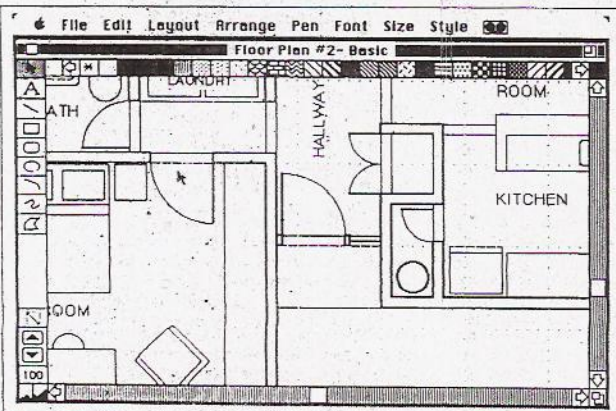 File Edit Layout Arrange Pen Font Size Style
Floor Plan #2- Basic
A
LAUNDRY
ROOM
ATH
HALLWAY
KITCHEN
OOM
100